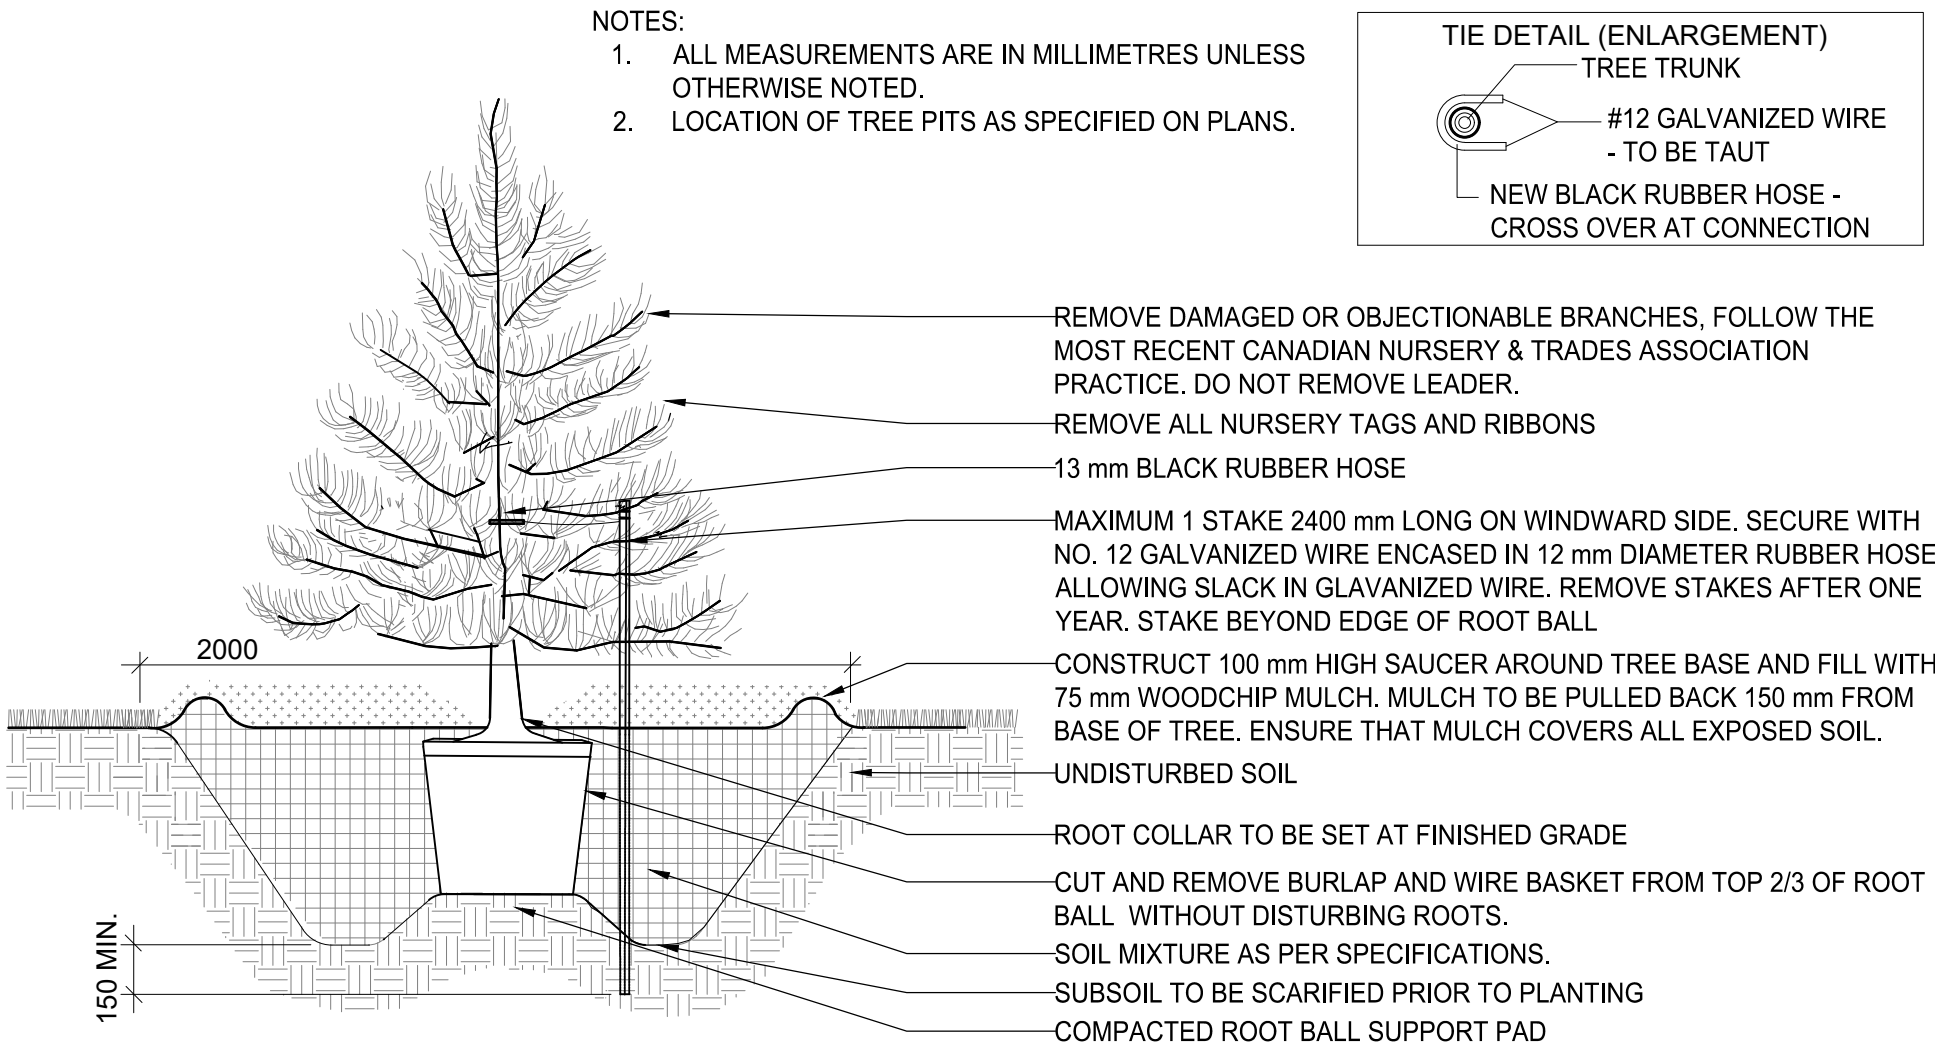 NOTES:
1. ALL MEASUREMENTS ARE IN MILLIMETRES UNLESS
OTHERWISE NOTED.
2. LOCATION OF TREE PITS AS SPECIFIED ON PLANS.
TIE DETAIL (ENLARGEMENT)
TREE TRUNK
#12 GALVANIZED WIRE
- TO BE TAUT
NEW BLACK RUBBER HOSE -
CROSS OVER AT CONNECTION
REMOVE DAMAGED OR OBJECTIONABLE BRANCHES, FOLLOW THE
MOST RECENT CANADIAN NURSERY & TRADES ASSOCIATION
PRACTICE. DO NOT REMOVE LEADER.
REMOVE ALL NURSERY TAGS AND RIBBONS
13 mm BLACK RUBBER HOSE
MAXIMUM 1 STAKE 2400 mm LONG ON WINDWARD SIDE. SECURE WITH
NO. 12 GALVANIZED WIRE ENCASED IN 12 mm DIAMETER RUBBER HOSE
ALLOWING SLACK IN GLAVANIZED WIRE. REMOVE STAKES AFTER ONE
YEAR. STAKE BEYOND EDGE OF ROOT BALL
2000
CONSTRUCT 100 mm HIGH SAUCER AROUND TREE BASE AND FILL WITH
75 mm WOODCHIP MULCH. MULCH TO BE PULLED BACK 150 mm FROM
BASE OF TREE. ENSURE THAT MULCH COVERS ALL EXPOSED SOIL.
UNDISTURBED SOIL
ROOT COLLAR TO BE SET AT FINISHED GRADE
CUT AND REMOVE BURLAP AND WIRE BASKET FROM TOP 2/3 OF ROOT
BALL WITHOUT DISTURBING ROOTS.
SOIL MIXTURE AS PER SPECIFICATIONS.
SUBSOIL TO BE SCARIFIED PRIOR TO PLANTING
COMPACTED ROOT BALL SUPPORT PAD
150 MIN.